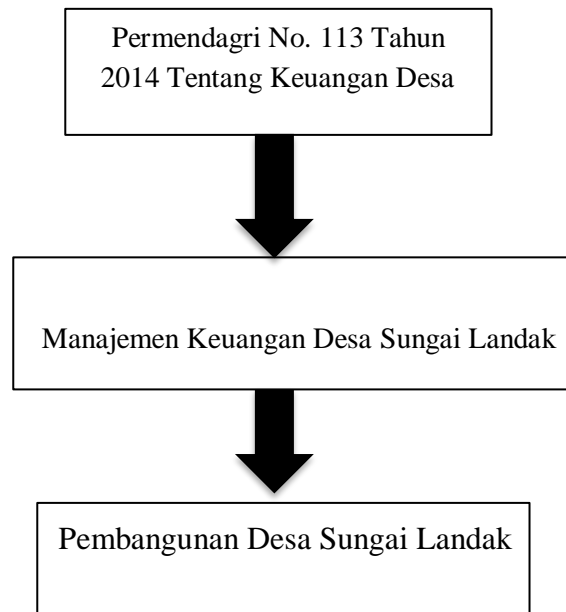 Permendagri No. 113 Tahun
2014 Tentang Keuangan Desa
Manajemen Keuangan Desa Sungai Landak
Pembangunan Desa Sungai Landak